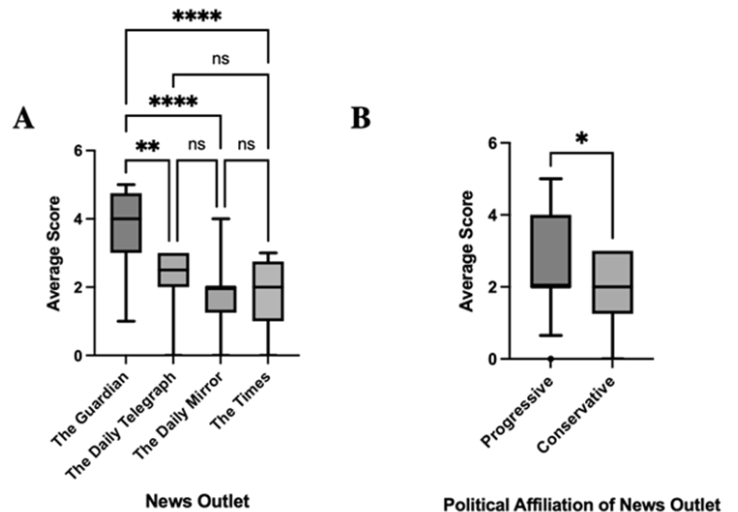 A
****
ns
****
**
ns
ns
6
4
2
0
Average Score
The Guardian
The Daily Telegraph
The Daily Mirror
The Times
News Outlet
B
*
6
4
2
0
Average Score
Progressive
Conservative
Political Affiliation of News Outlet